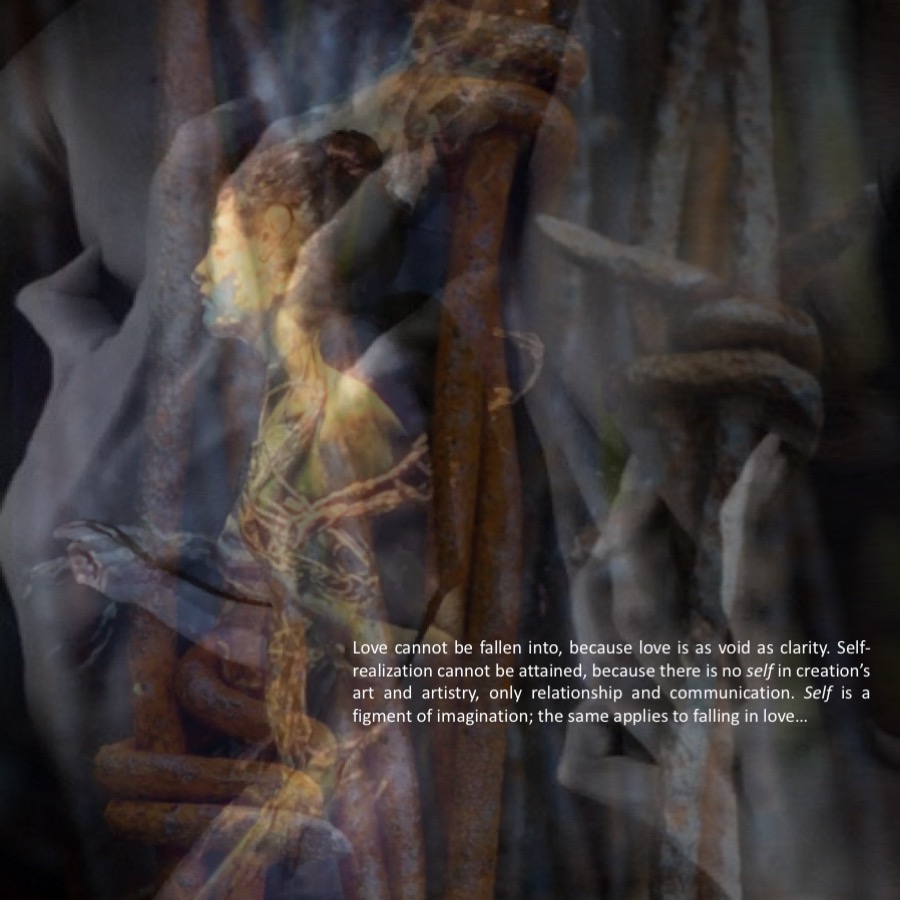 Love cannot be fallen into, because love is as void as clarity. Self-
realization cannot be attained, because there is no self in creation’s
art and artistry, only relationship and communication. Self is a
figment of imagination; the same applies to falling in love...